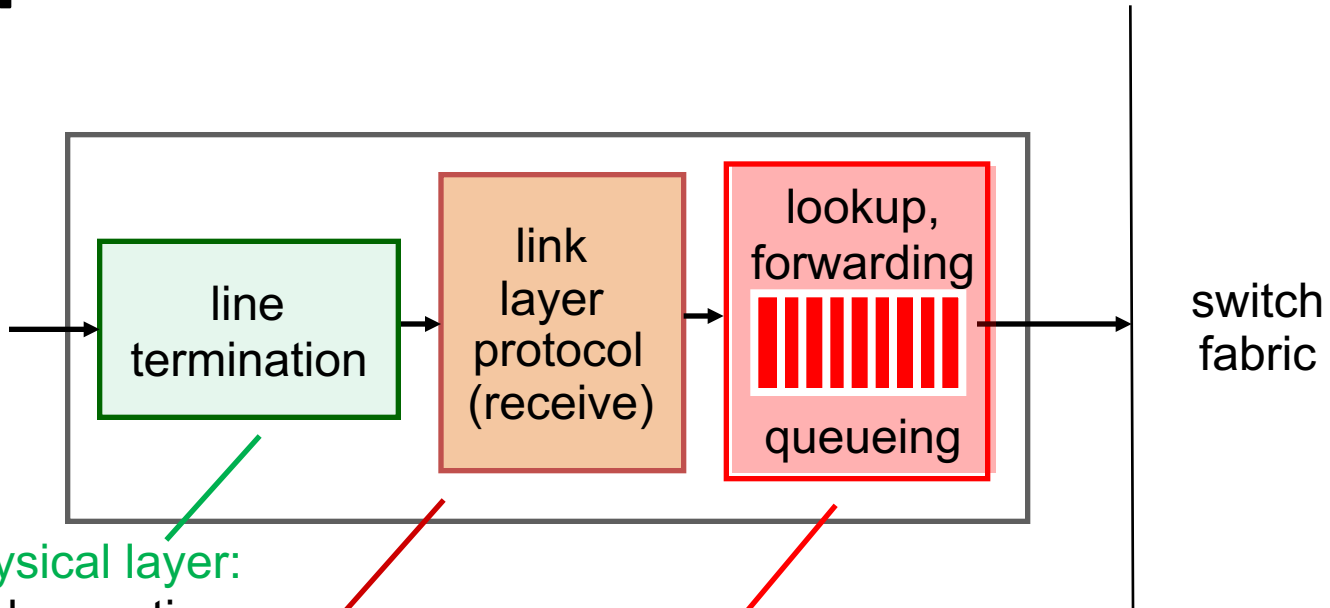 line
termination
link
layer
protocol
(receive)
lookup,
forwarding
queueing
switch
fabric
ysical layer: